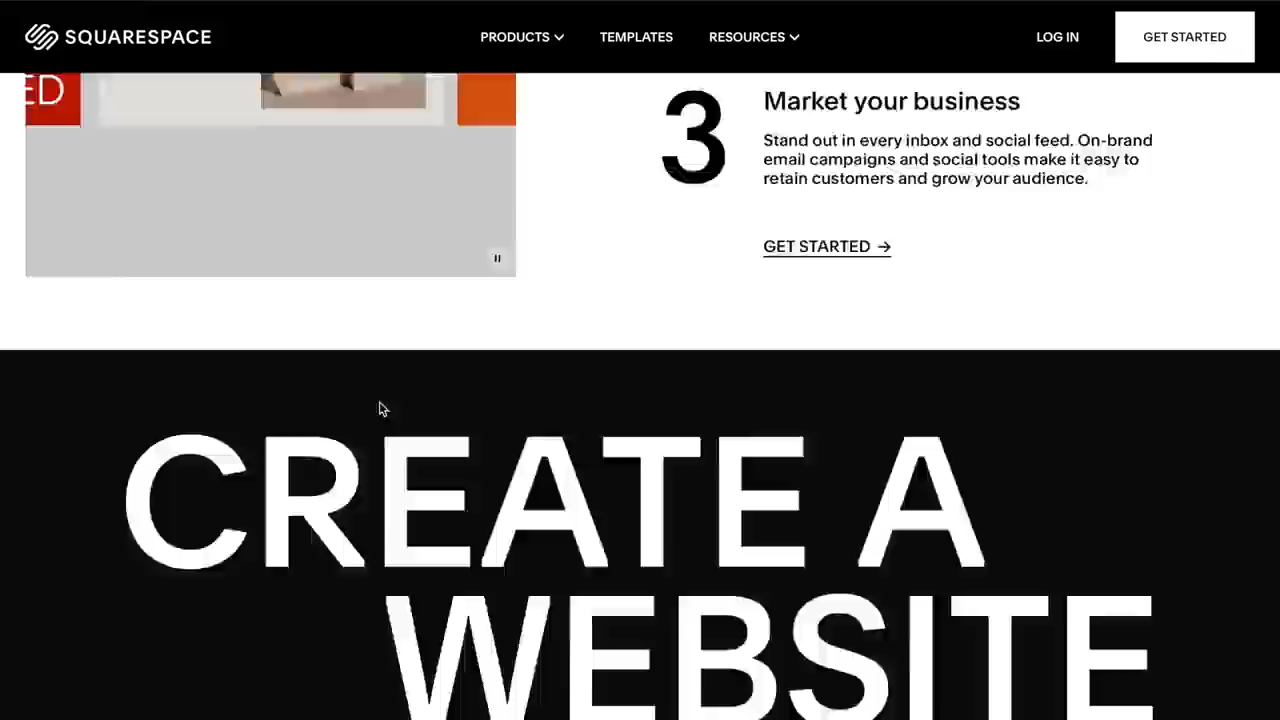 SQUARESPACE
PRODUCTS
TEMPLATES
RESOURCES
LOG IN
GET STARTED
ED
3
Market your business
Stand out in every inbox and social feed. On-brand
email campaigns and social tools make it easy to
retain customers and grow your audience.
GET STARTED →
CREATE A
WEBSITE